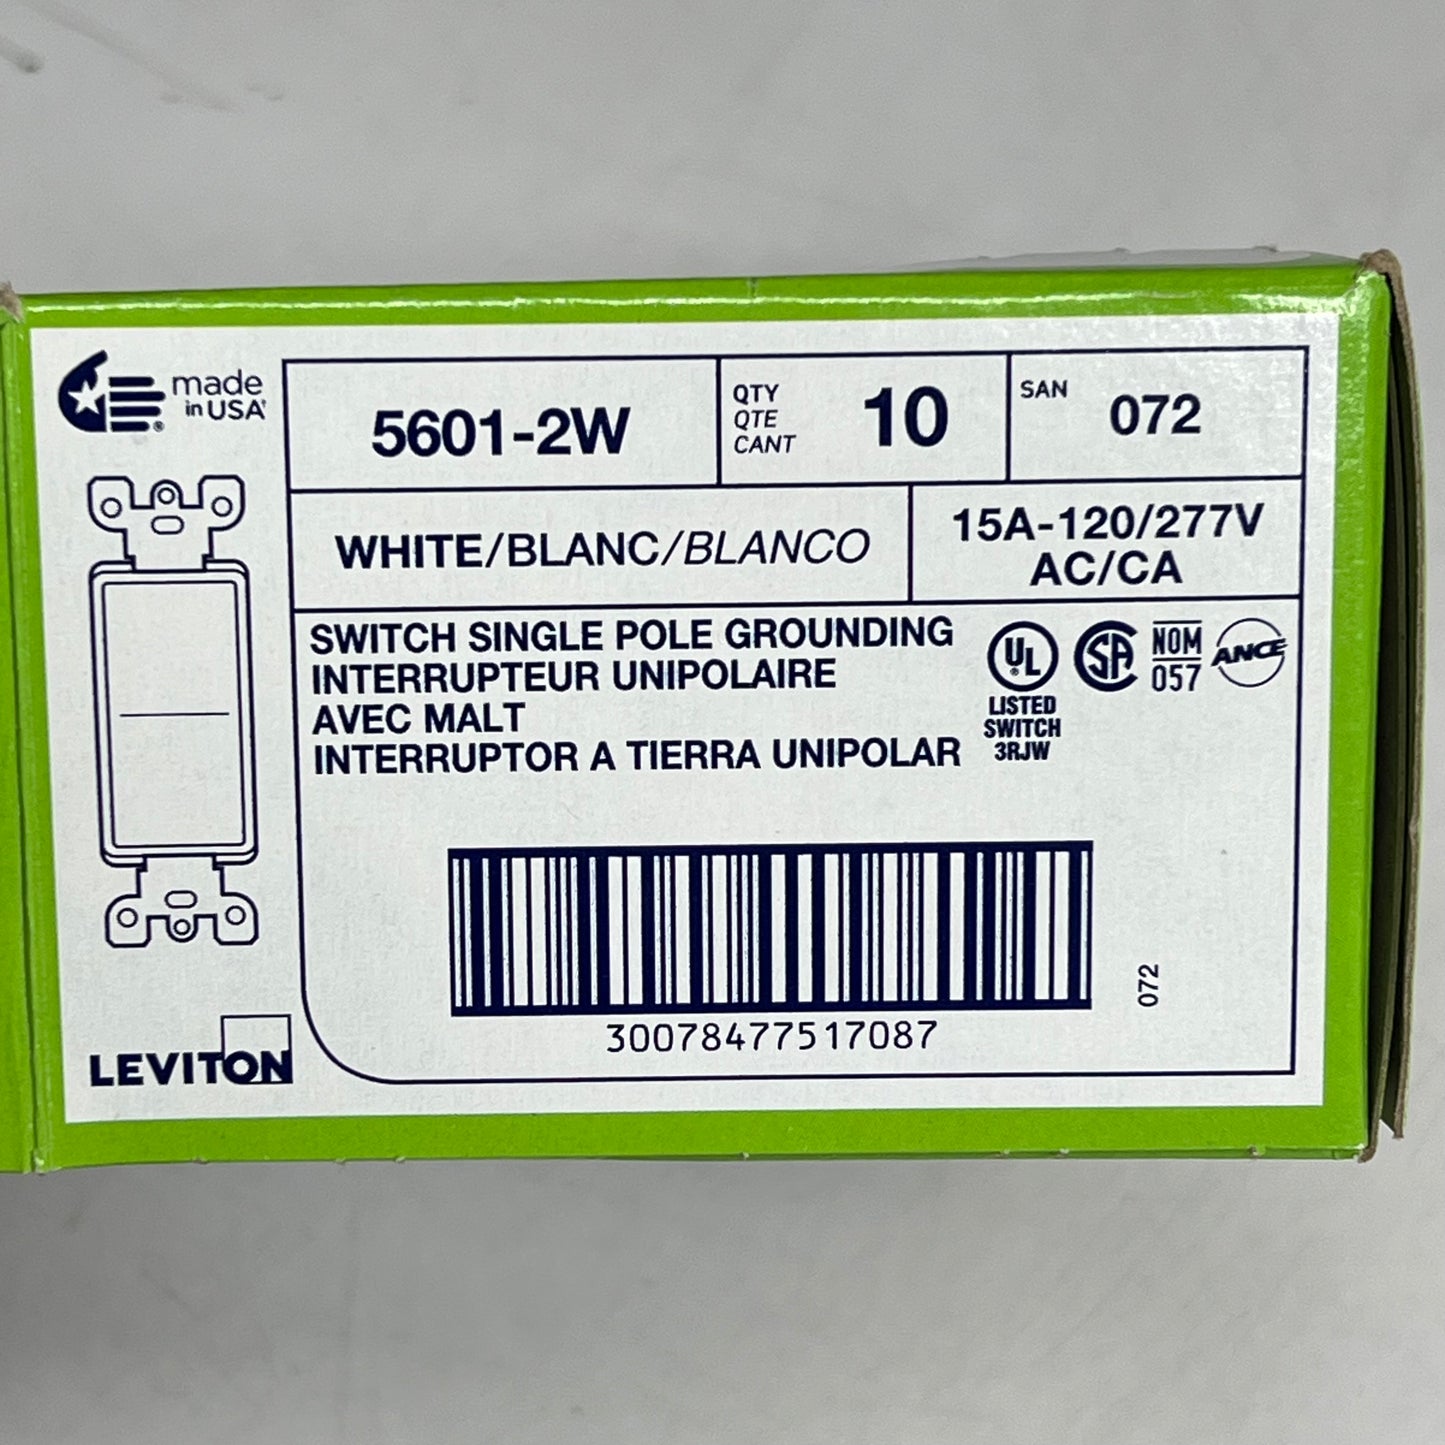 made
in USA†
5601-2W
QTY
QTE
CANT
10
SAN
072
WHITE/BLANC/BLANCO
15A-120/277V
AC/CA
SWITCH SINGLE POLE GROUNDING
INTERRUPTEUR UNIPOLAIRE
AVEC MALT
INTERRUPTOR A TIERRA UNIPOLAR
UL
®
LISTED
SWITCH
3RJW
SA
NOM
057
ANCE
30078477517087
072
LEVITON